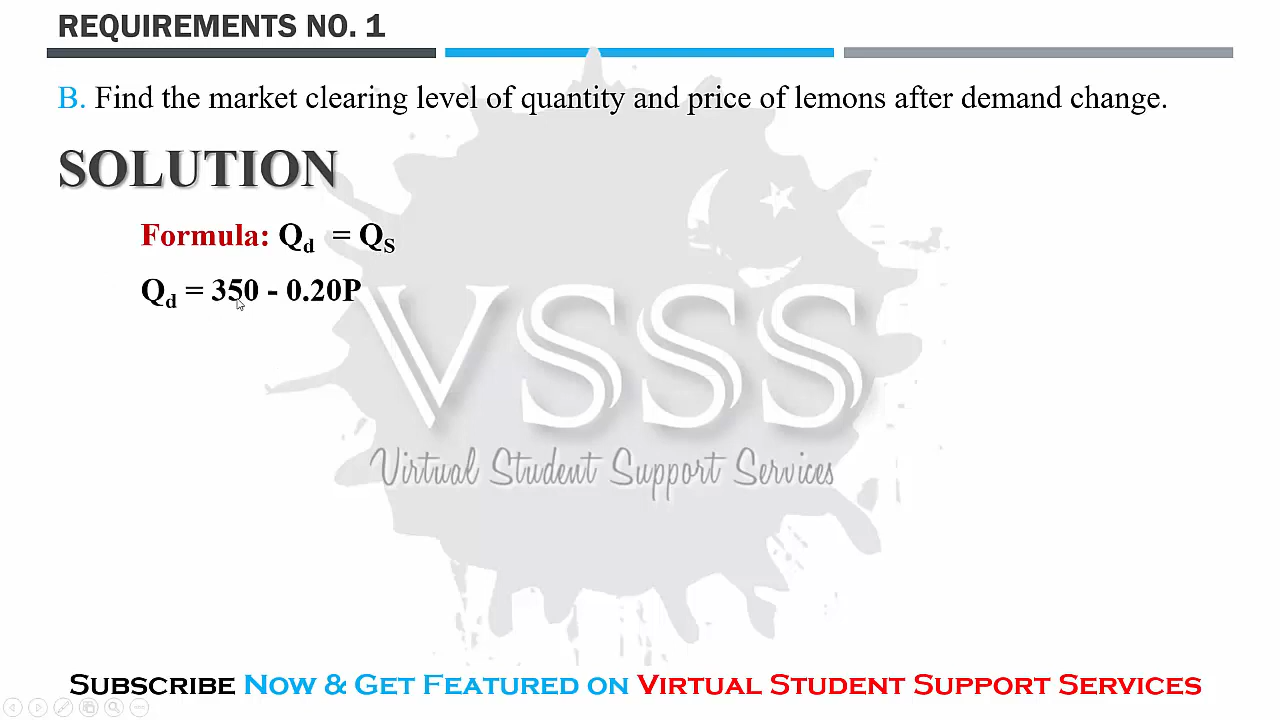 REQUIREMENTS NO. 1
B. Find the market clearing level of quantity and price of lemons after demand change.
SOLUTION
Formula: Qd = QS
Qd = 350 - 0.20P
VSSS
Virtual Student Support Services
SUBSCRIBE NOW & GET FEATURED ON VIRTUAL STUDENT SUPPORT SERVICES